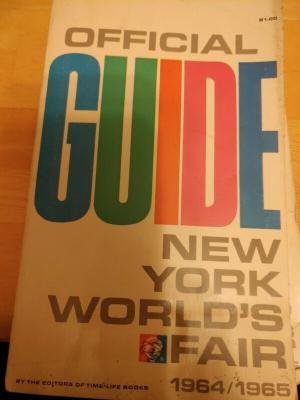 $1.00
OFFICIAL
GUIDE
NEW
YORK
WORLD'S
FAIR
1964/1965
BY THE EDITORS OF TIME-LIFE BOOKS